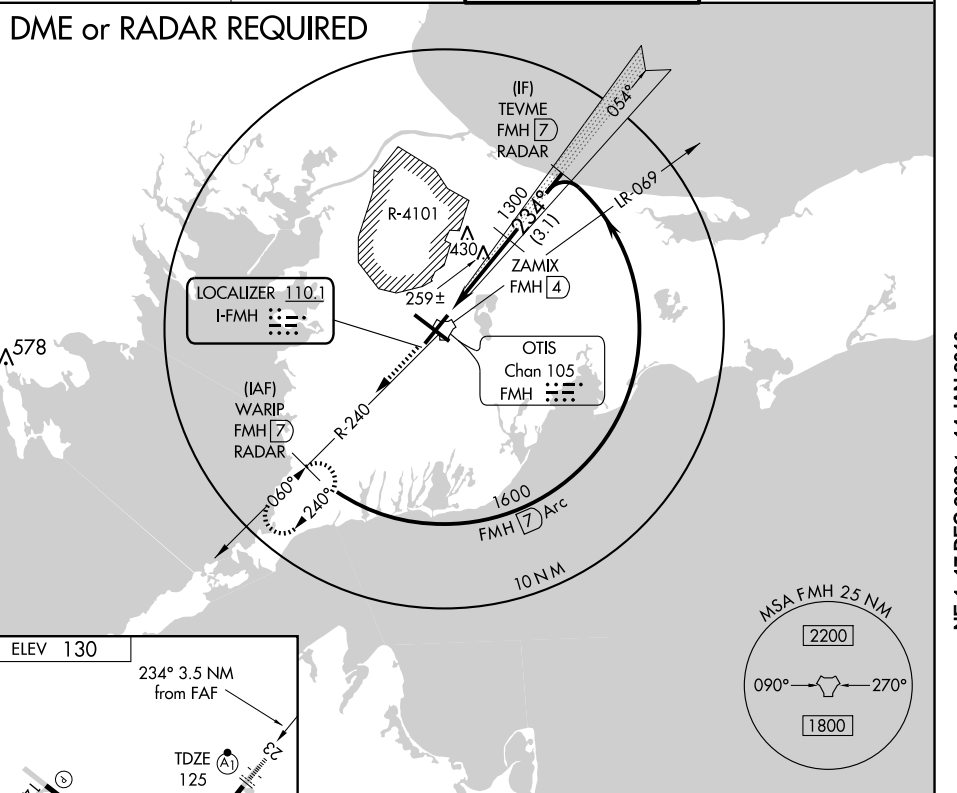 DME or RADAR REQUIRED
(IF)
TEVME
FMH 7
RADAR
054°
LR-069
R-4101
1300
234°
(3.1)
430
ZAMIX
FMH 4
259±
LOCALIZER 110.1
I-FMH
OTIS
Chan 105
FMH
578
(IAF)
WARIP
FMH 7
RADAR
R-240
060°
240°
1600
FMH 7 Arc
10 NM
MSA FMH 25 NM
2200
090°
270°
1800
ELEV 130
234° 3.5 NM
from FAF
TDZE
125
A1
23
P